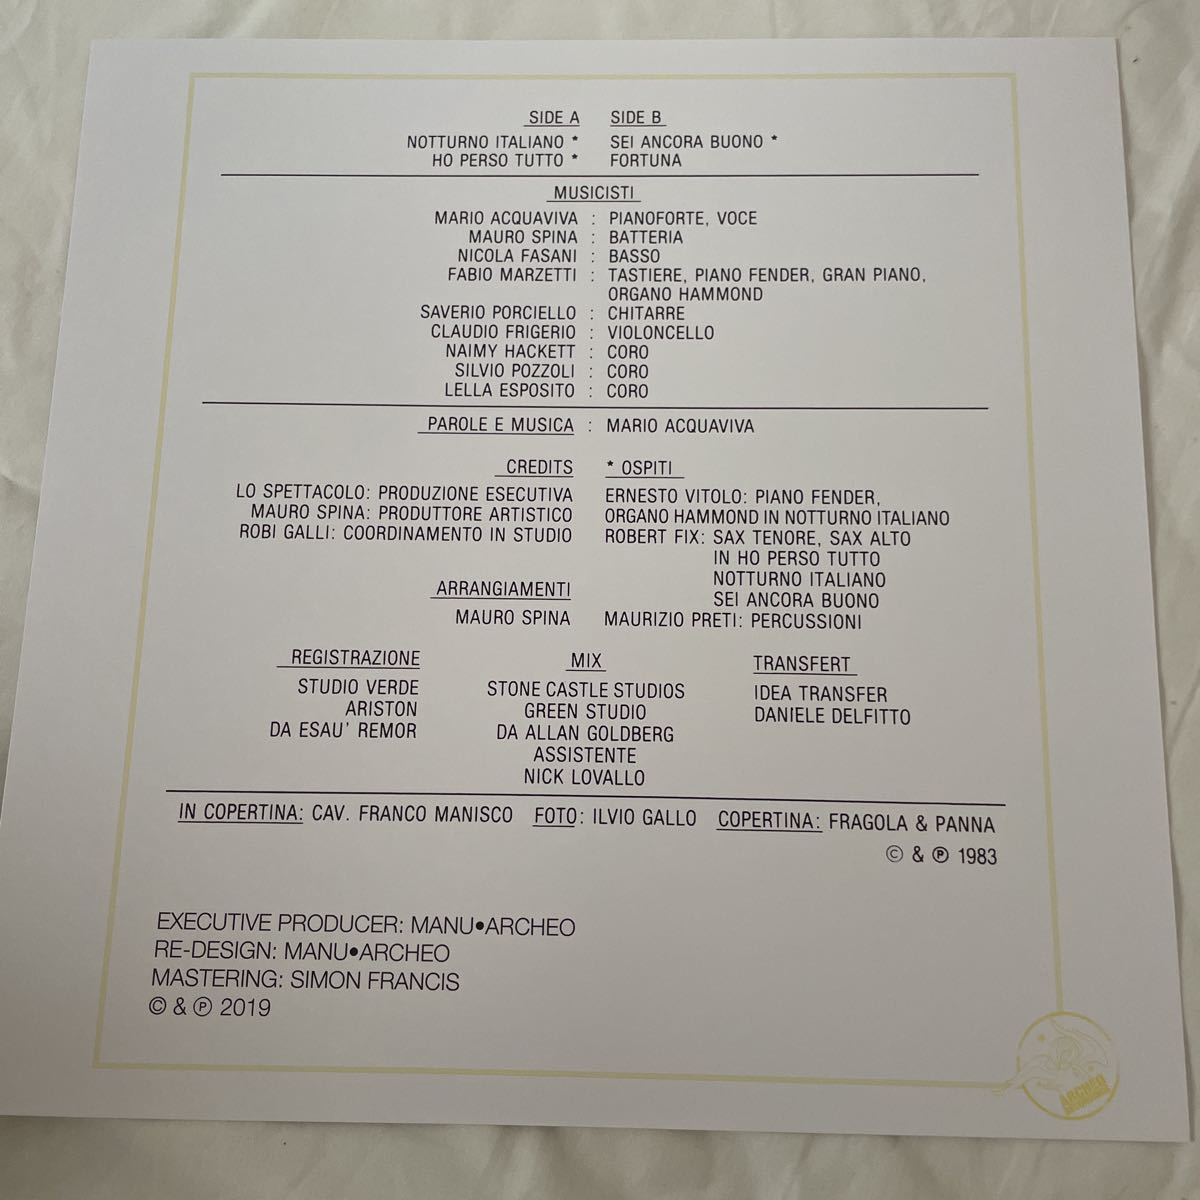 SIDE A SIDE B
NOTTURNO ITALIANO * SEI ANCORA BUONO *
HO PERSO TUTTO * FORTUNA
MUSICISTI
MARIO ACQUAVIVA : PIANOFORTE, VOCE
MAURO SPINA : BATTERIA
NICOLA FASANI : BASSO
FABIO MARZETTI : TASTIERE, PIANO FENDER, GRAN PIANO,
ORGANO HAMMOND
SAVERIO PORCIELLO : CHITARRE
CLAUDIO FRIGERIO : VIOLONCELLO
NAIMY HACKETT : CORO
SILVIO POZZOLI : CORO
LELLA ESPOSITO : CORO
PAROLE E MUSICA : MARIO ACQUAVIVA
CREDITS
LO SPETTACOLO: PRODUZIONE ESECUTIVA
MAURO SPINA: PRODUTTORE ARTISTICO
ROBI GALLI: COORDINAMENTO IN STUDIO
ARRANGIAMENTI
MAURO SPINA
* OSPITI
ERNESTO VITOLO: PIANO FENDER,
ORGANO HAMMOND IN NOTTURNO ITALIANO
ROBERT FIX: SAX TENORE, SAX ALTO
IN HO PERSO TUTTO
NOTTURNO ITALIANO
SEI ANCORA BUONO
MAURIZIO PRETI: PERCUSSIONI
REGISTRAZIONE
STUDIO VERDE
ARISTON
DA ESAU' REMOR
MIX
STONE CASTLE STUDIOS
GREEN STUDIO
DA ALLAN GOLDBERG
ASSISTENTE
NICK LOVALLO
TRANSFERT
IDEA TRANSFER
DANIELE DELFITTO
IN COPERTINA: CAV. FRANCO MANISCO FOTO: ILVIO GALLO COPERTINA: FRAGOLA & PANNA
© & ℗ 1983
EXECUTIVE PRODUCER: MANU•ARCHEO
RE-DESIGN: MANU•ARCHEO
MASTERING: SIMON FRANCIS
© & ℗ 2019
ARCHEO